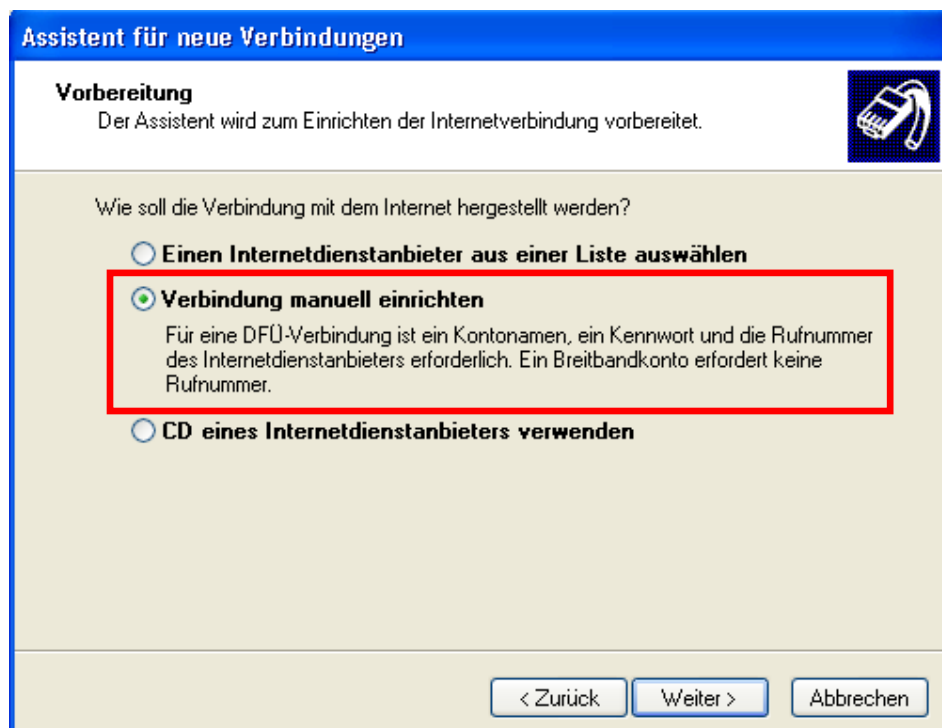 Assistent für neue Verbindungen
Vorbereitung
Der Assistent wird zum Einrichten der Internetverbindung vorbereitet.
Wie soll die Verbindung mit dem Internet hergestellt werden?
Einen Internetdienstanbieter aus einer Liste auswählen
Verbindung manuell einrichten
Für eine DFÜ-Verbindung ist ein Kontonamen, ein Kennwort und die Rufnummer
des Internetdienstanbieters erforderlich. Ein Breitbandkonto erfordert keine
Rufnummer.
CD eines Internetdienstanbieters verwenden
< Zurück Weiter > Abbrechen